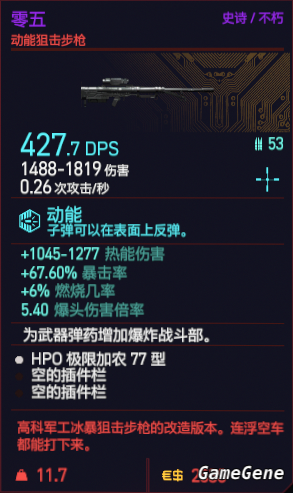 零五
史诗 / 不朽
动能狙击步枪
427.7 DPS
53
1488-1819 伤害
0.26 次攻击/秒
动能
子弹可以在表面上反弹。
+1045-1277 热能伤害
+67.60% 暴击率
+6% 燃烧几率
5.40 爆头伤害倍率
为武器弹药增加爆炸战斗部。
HPO 极限加农 77 型
空的插件栏
空的插件栏
高科军工冰暴狙击步枪的改造版本。连浮空车
都能打下来。
11.7
€$
GameGene